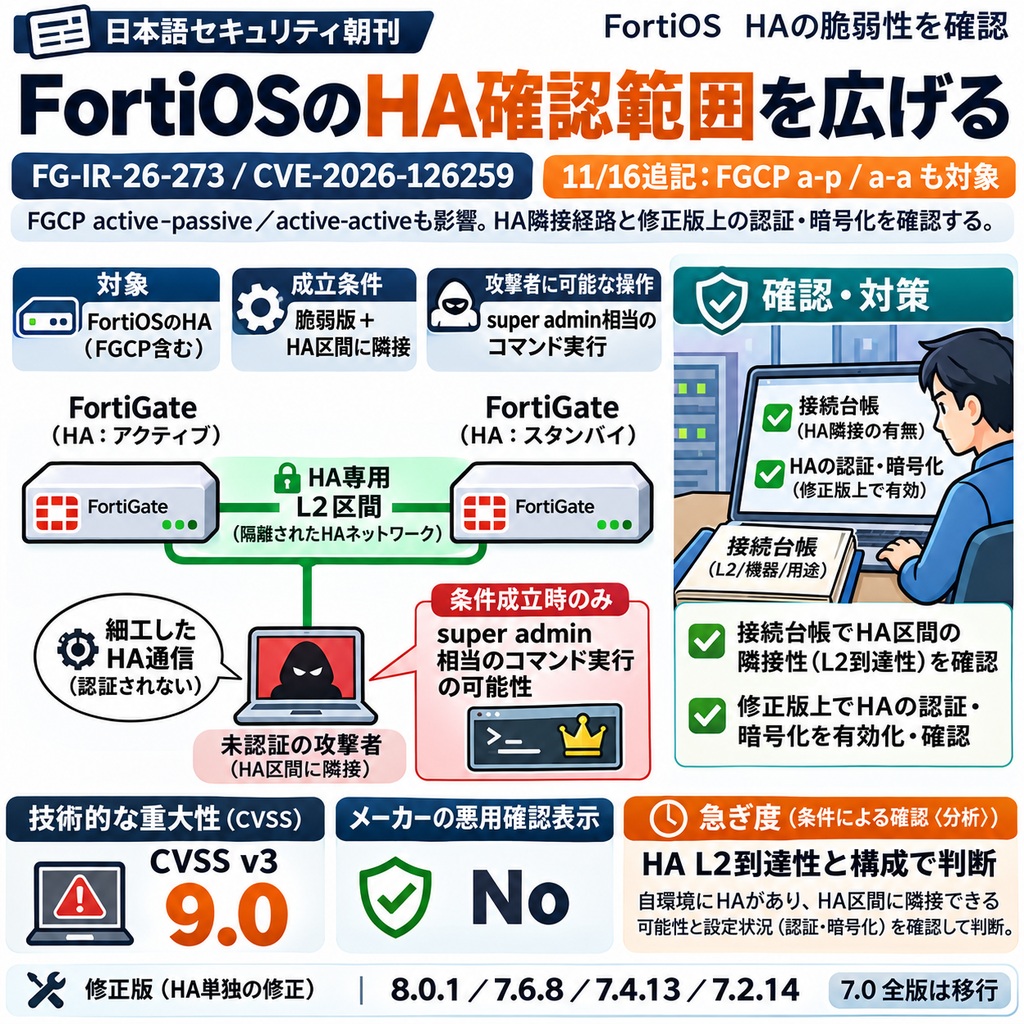 日本語セキュリティ朝刊
FortiOS HAの脆弱性を確認
FortiOSのHA確認範囲を広げる
FG-IR-26-273 / CVE-2026-126259
11/16追記：FGCP a-p / a-a も対象
FGCP active-passive／active-activeも影響。HA隣接経路と修正版上の認証・暗号化を確認する。
対象
FortiOSのHA
（FGCP含む）
成立条件
脆弱版＋
HA区間に隣接
攻撃者に可能な操作
super admin相当の
コマンド実行
FortiGate
（HA：アクティブ）
FortiGate
（HA：スタンバイ）
FortiGate
HA専用
L2区間
（隔離されたHAネットワーク）
FortiGate
細工した
HA通信
（認証されない）
未認証の攻撃者
（HA区間に隣接）
条件成立時のみ
super admin
相当のコマンド実行
の可能性
>_
確認・対策
接続台帳
（HA隣接の有無）
HAの認証・暗号化
（修正版上で有効）
接続台帳
（L2/機器/用途）
接続台帳でHA区間の
隣接性（L2到達性）を確認
修正版上でHAの認証・
暗号化を有効化・確認
技術的な重大性（CVSS）
CVSS v3
9.0
メーカーの悪用確認表示
No
急ぎ度（条件による確認〈分析〉）
HA L2到達性と構成で判断
自環境にHAがあり、HA区間に隣接できる
可能性と設定状況（認証・暗号化）を確認して判断。
修正版（HA単独の修正）
8.0.1／7.6.8／7.4.13／7.2.14
7.0 全版は移行